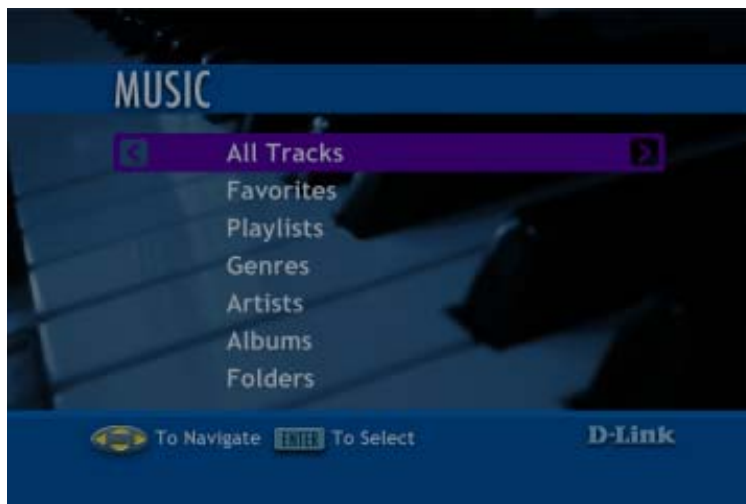 MUSIC
All Tracks
Favorites
Playlists
Genres
Artists
Albums
Folders
To Navigate ENTER To Select D-Link